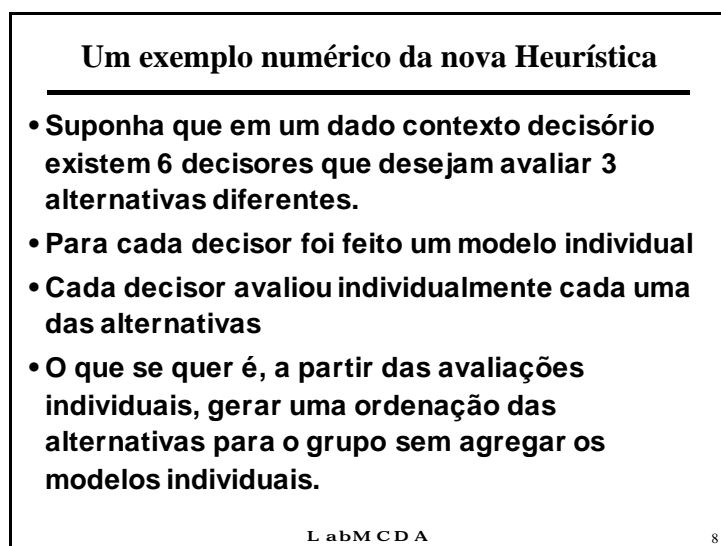 Um exemplo numérico da nova Heurística
• Suponha que em um dado contexto decisório
existem 6 decisores que desejam avaliar 3
alternativas diferentes.
• Para cada decisor foi feito um modelo individual
• Cada decisor avaliou individualmente cada uma
das alternativas
• O que se quer é, a partir das avaliações
individuais, gerar uma ordenação das
alternativas para o grupo sem agregar os
modelos individuais.
LabMCDA
8